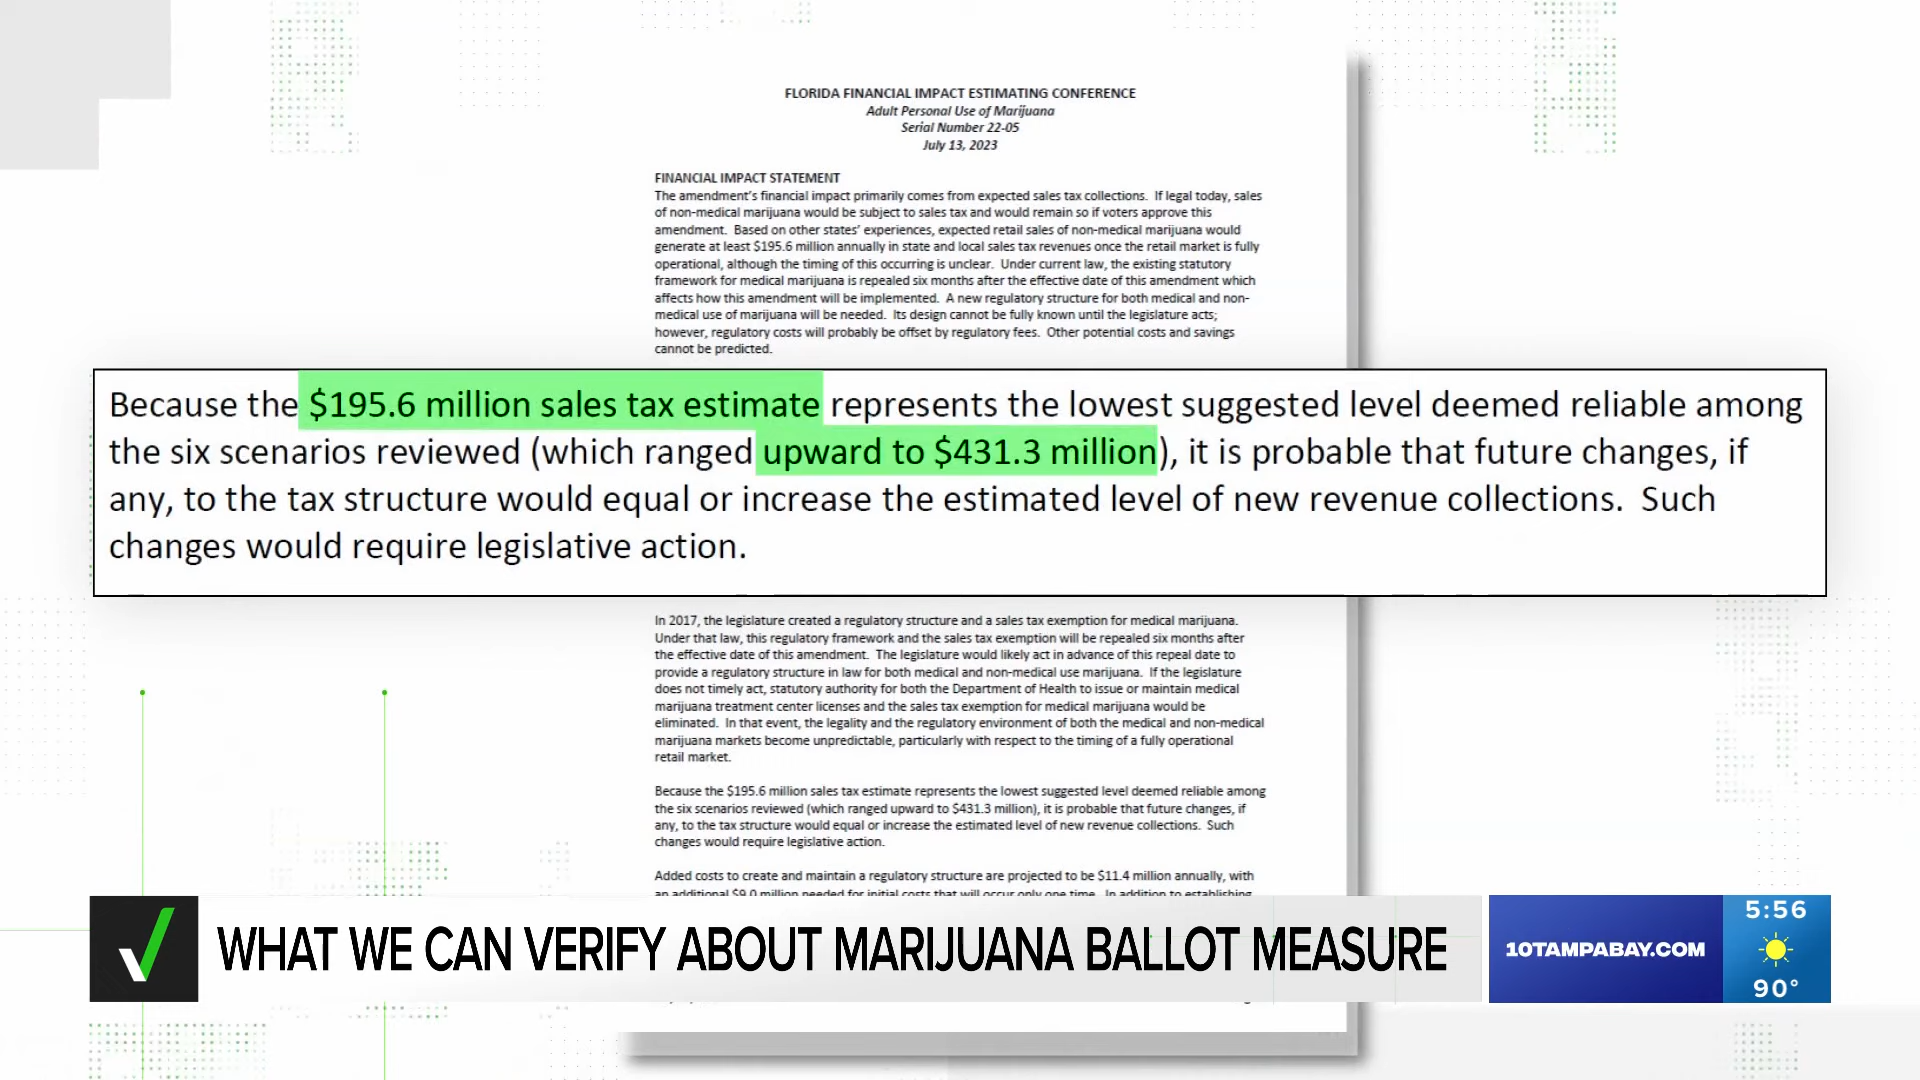 FLORIDA FINANCIAL IMPACT ESTIMATING CONFERENCE
Adult Personal Use of Marijuana
Serial Number 22-05
July 13, 2023
FINANCIAL IMPACT STATEMENT
The amendment's financial impact primarily comes from expected sales tax collections.  If legal today, sales
of non-medical marijuana would be subject to sales tax and would remain so if voters approve this
amendment.  Based on other states' experiences, expected retail sales of non-medical marijuana would
generate at least $195.6 million annually in state and local sales tax revenues once the retail market is fully
operational, although the timing of this occurring is unclear.  Under current law, the existing statutory
framework for medical marijuana is repealed six months after the effective date of this amendment which
affects how this amendment will be implemented.  A new regulatory structure for both medical and non-
medical use of marijuana will be needed.  Its design cannot be fully known until the legislature acts;
however, regulatory costs will probably be offset by regulatory fees.  Other potential costs and savings
cannot be predicted.
Because the $195.6 million sales tax estimate represents the lowest suggested level deemed reliable among
the six scenarios reviewed (which ranged upward to $431.3 million), it is probable that future changes, if
any, to the tax structure would equal or increase the estimated level of new revenue collections.  Such
changes would require legislative action.
In 2017, the legislature created a regulatory structure and a sales tax exemption for medical marijuana.
Under that law, this regulatory framework and the sales tax exemption will be repealed six months after
the effective date of this amendment.  The legislature would likely act in advance of this repeal date to
provide a regulatory structure in law for both medical and non-medical use marijuana.  If the legislature
does not timely act, statutory authority for both the Department of Health to issue or maintain medical
marijuana treatment center licenses and the sales tax exemption for medical marijuana would be
eliminated.  In that event, the legality and the regulatory environment of both the medical and non-medical
marijuana markets become unpredictable, particularly with respect to the timing of a fully operational
retail market.
Because the $195.6 million sales tax estimate represents the lowest suggested level deemed reliable among
the six scenarios reviewed (which ranged upward to $431.3 million), it is probable that future changes, if
any, to the tax structure would equal or increase the estimated level of new revenue collections.  Such
changes would require legislative action.
Added costs to create and maintain a regulatory structure are projected to be $11.4 million annually, with
an additional $9.0 million needed for initial costs that will occur only one time.  In addition to establishing
WHAT WE CAN VERIFY ABOUT MARIJUANA BALLOT MEASURE
10TAMPABAY.COM
5:56
90°